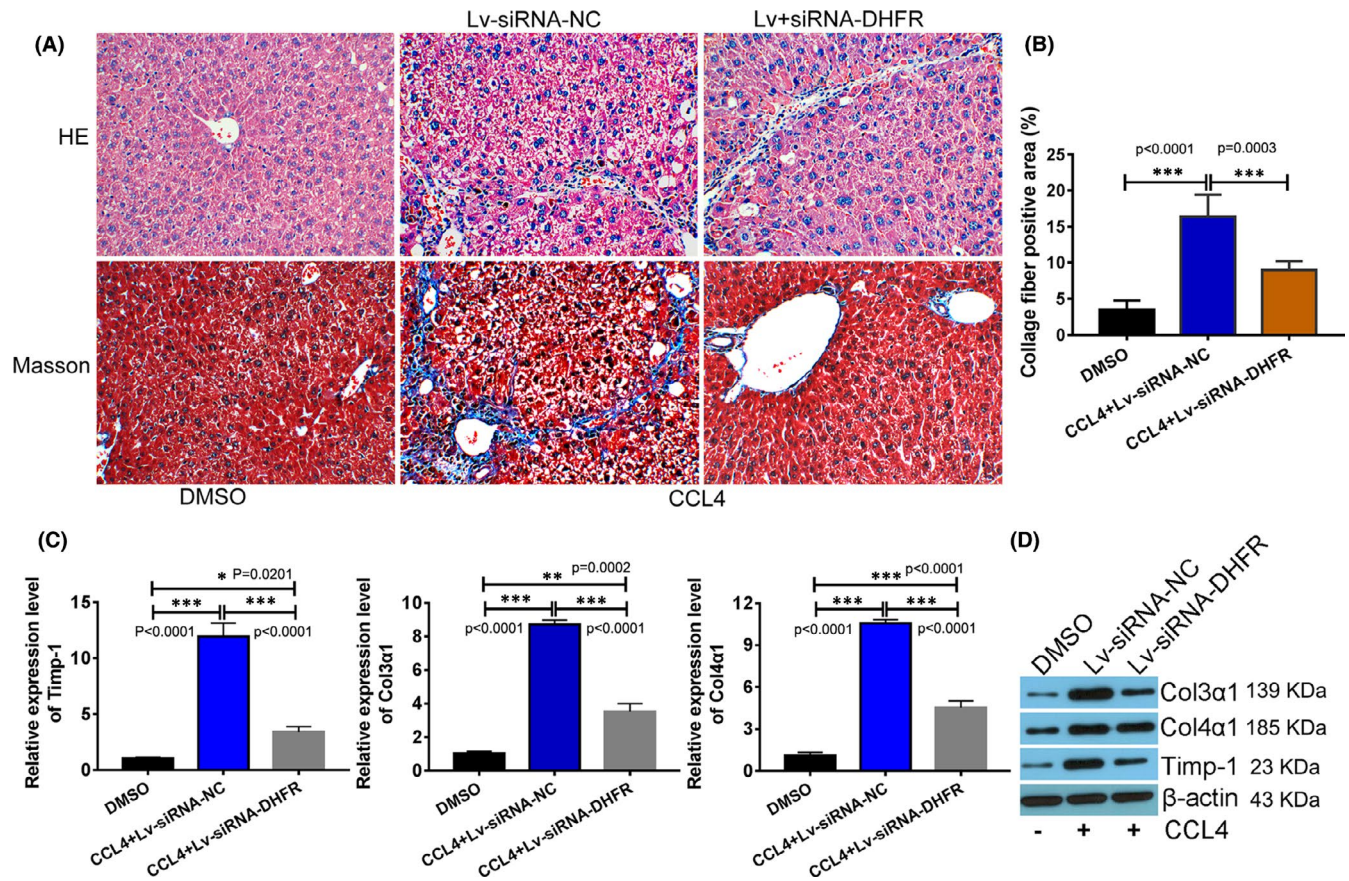 (A)
Lv-siRNA-NC
Lv+siRNA-DHFR
HE
Masson
DMSO
CCL4
(B)
Collage fiber positive area (%)
p<0.0001
p=0.0003
***
***
25
20
15
10
5
0
DMSO
CCL4+Lv-siRNA-NC
CCL4+Lv-siRNA-DHFR
(C)
Relative expression level
of Timp-1
* P=0.0201
***
***
P<0.0001
p<0.0001
15
10
5
0
DMSO
CCL4+Lv-siRNA-NC
CCL4+Lv-siRNA-DHFR
Relative expression level
of Col3α1
** p=0.0002
***
***
p<0.0001
p<0.0001
10
8
6
4
2
0
DMSO
CCL4+Lv-siRNA-NC
CCL4+Lv-siRNA-DHFR
Relative expression level
of Col4α1
*** p<0.0001
***
***
p<0.0001
p<0.0001
12
9
6
3
0
DMSO
CCL4+Lv-siRNA-NC
CCL4+Lv-siRNA-DHFR
(D)
DMSO
Lv-siRNA-NC
Lv-siRNA-DHFR
Col3α1 139 KDa
Col4α1 185 KDa
Timp-1 23 KDa
β-actin 43 KDa
- + + CCL4